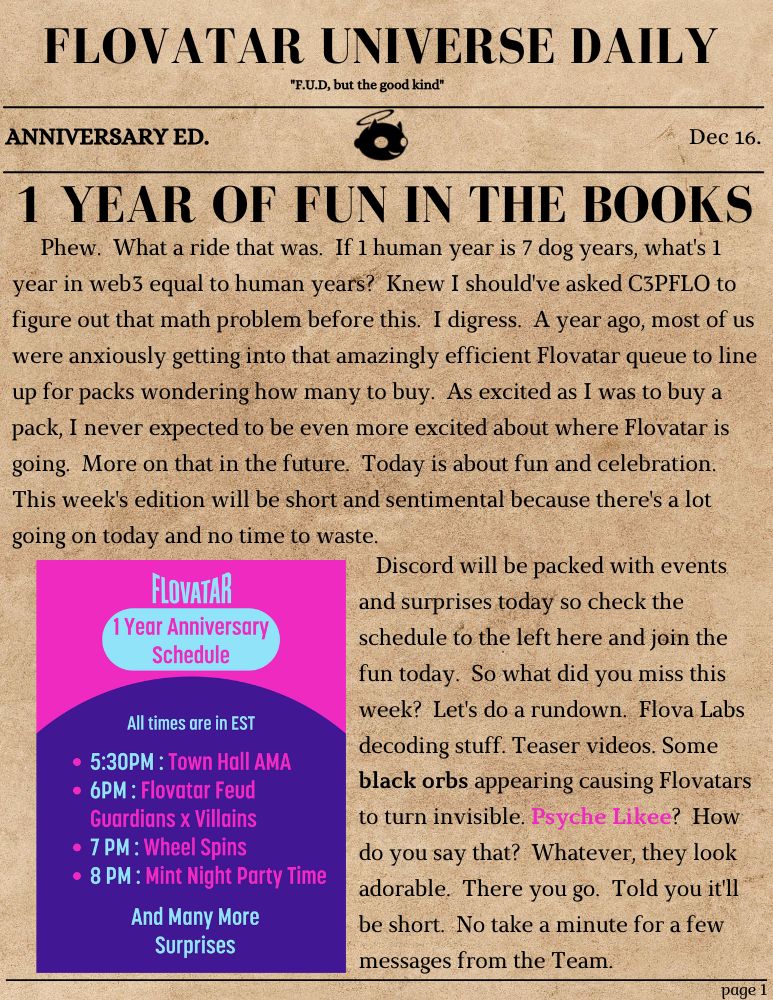 FLOVATAR UNIVERSE DAILY
"F.U.D, but the good kind"
ANNIVERSARY ED.
Dec 16.
1 YEAR OF FUN IN THE BOOKS
Phew. What a ride that was. If 1 human year is 7 dog years, what's 1
year in web3 equal to human years? Knew I should've asked C3PFLO to
figure out that math problem before this. I digress. A year ago, most of us
were anxiously getting into that amazingly efficient Flovatar queue to line
up for packs wondering how many to buy. As excited as I was to buy a
pack, I never expected to be even more excited about where Flovatar is
going. More on that in the future. Today is about fun and celebration.
This week's edition will be short and sentimental because there's a lot
going on today and no time to waste.
FLOVATAR
1 Year Anniversary
Schedule
All times are in EST
• 5:30PM : Town Hall AMA
• 6PM : Flovatar Feud
Guardians x Villains
• 7 PM : Wheel Spins
• 8 PM : Mint Night Party Time
And Many More
Surprises
Discord will be packed with events
and surprises today so check the
schedule to the left here and join the
fun today. So what did you miss this
week? Let's do a rundown. Flova Labs
decoding stuff. Teaser videos. Some
black orbs appearing causing Flovatars
to turn invisible. Psyche Likee? How
do you say that? Whatever, they look
adorable. There you go. Told you it'll
be short. No take a minute for a few
messages from the Team.
page 1